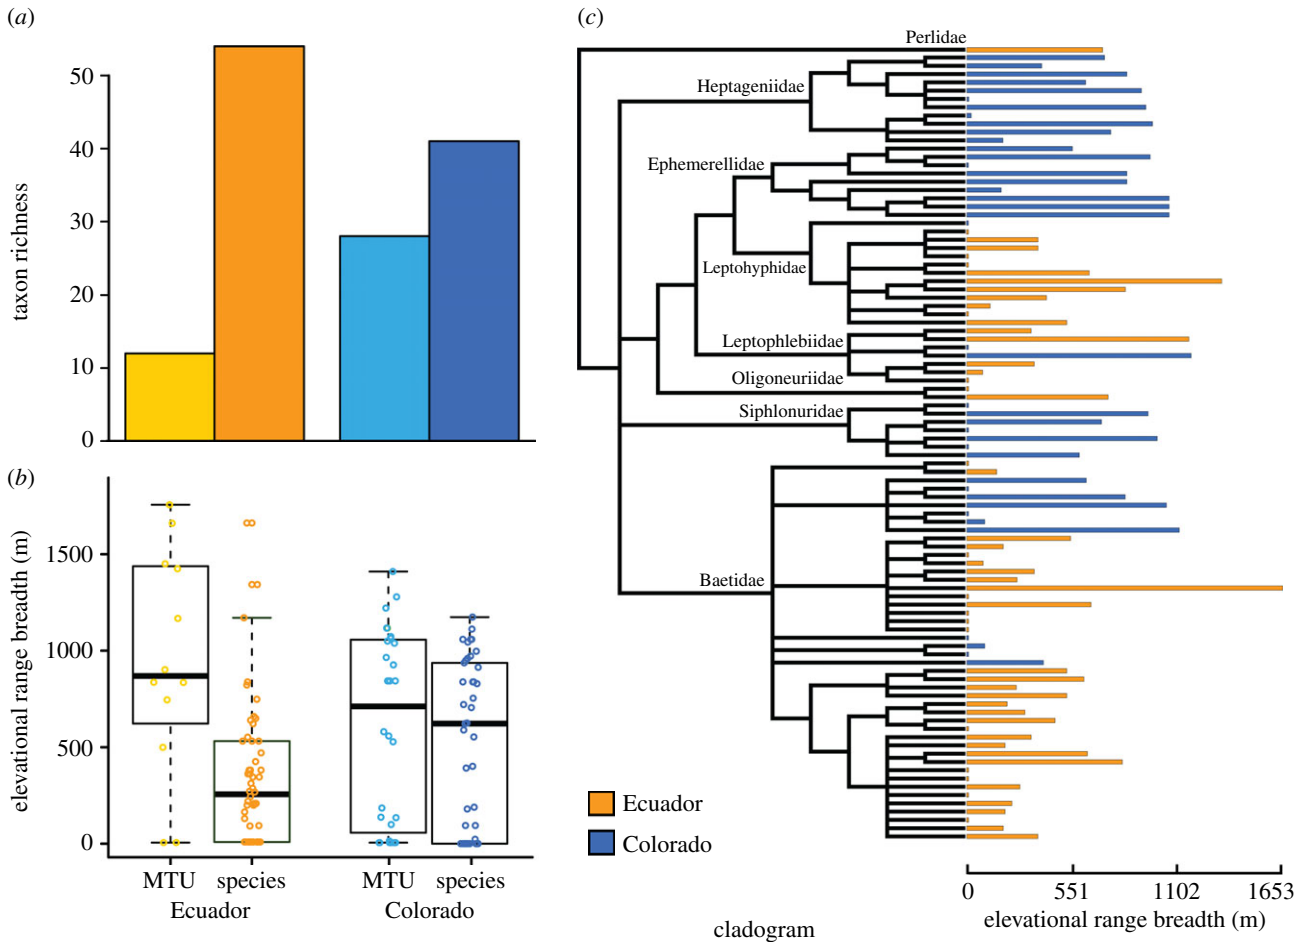 (a)
taxon richness
50
40
30
20
10
0
(b)
elevational range breadth (m)
1500
1000
500
0
MTU species MTU species
Ecuador Colorado
(c)
Perlidae
Heptageniidae
Ephemerellidae
Leptohyphidae
Leptophlebiidae
Oligoneuriidae
Siphlonuridae
Baetidae
Ecuador
Colorado
0 551 1102 1653
elevational range breadth (m)
cladogram